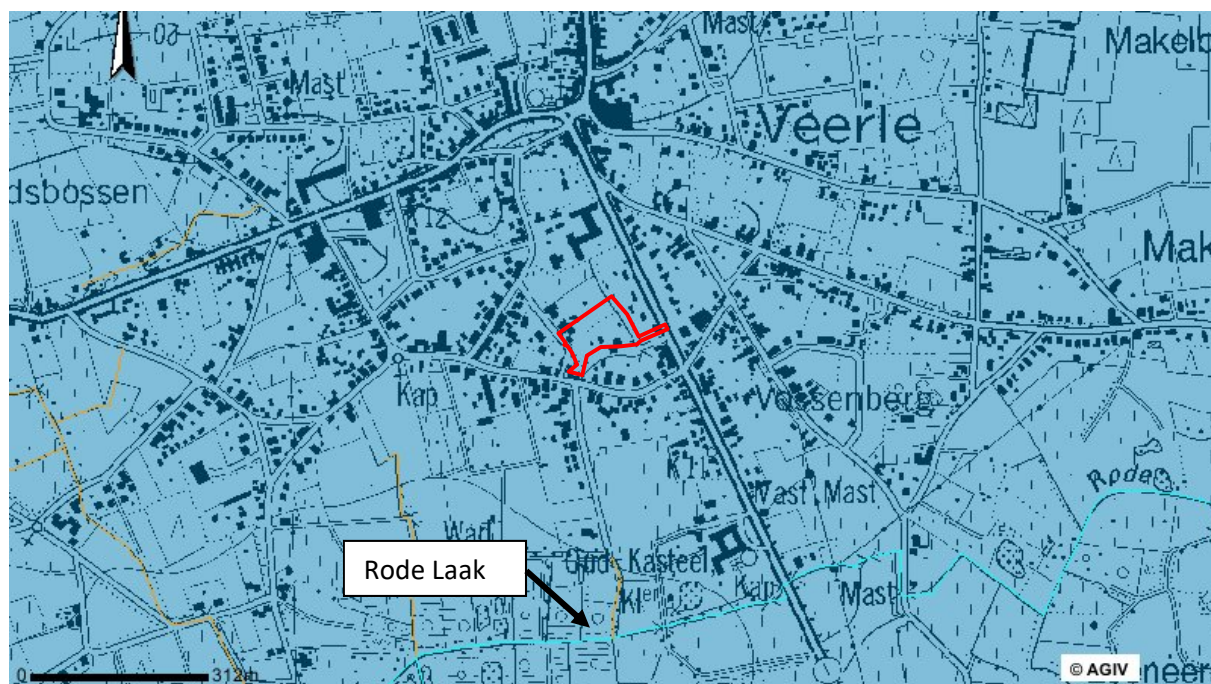 Mast
Mast
Makelb
Veerle
dsbossen
Mak
Kap
Vossenberg
K11
Rode
Mast
Oud Kasteel
Rode Laak
Kap
Mast
0 312m
© AGIV